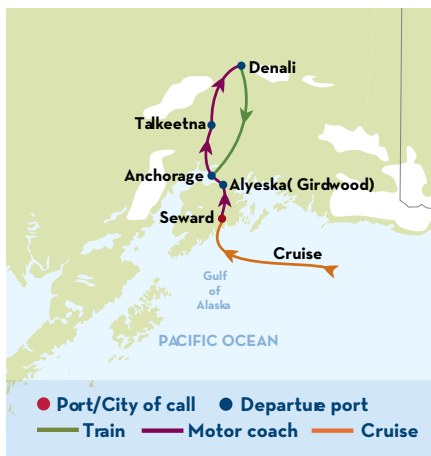 Denali
Talkeetna
Anchorage
Alyeska( Girdwood)
Seward
Cruise
Gulf
of
Alaska
PACIFIC OCEAN
Port/City of call
Departure port
Train
Motor coach
Cruise